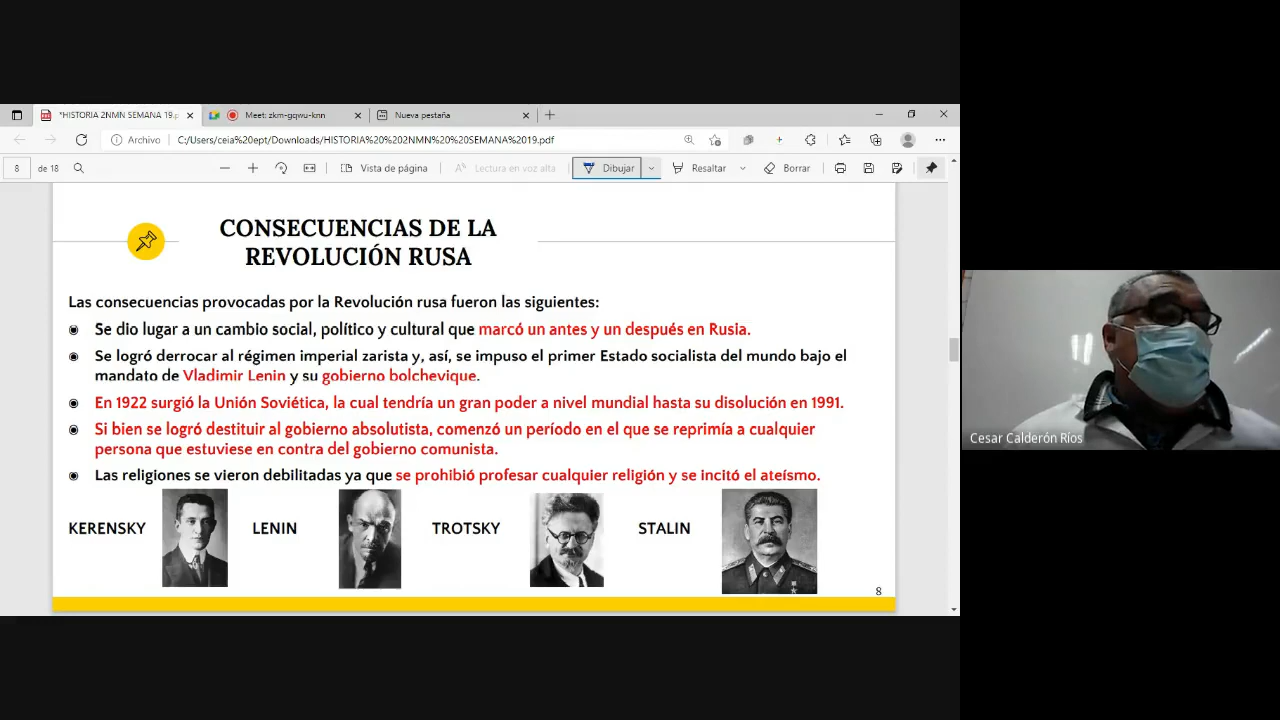 *HISTORIA 2NMN SEMANA 19.p
Meet: zkm-gqwu-knn
Nueva pestaña
Archivo
C:/Users/ceia%20ept/Downloads/HISTORIA%20%202NMN%20%20SEMANA%2019.pdf
8
de 18
Vista de página
Lectura en voz alta
Dibujar
Resaltar
Borrar
CONSECUENCIAS DE LA
REVOLUCIÓN RUSA
Las consecuencias provocadas por la Revolución rusa fueron las siguientes:
Se dio lugar a un cambio social, político y cultural que marcó un antes y un después en Rusia.
Se logró derrocar al régimen imperial zarista y, así, se impuso el primer Estado socialista del mundo bajo el
mandato de Vladimir Lenin y su gobierno bolchevique.
En 1922 surgió la Unión Soviética, la cual tendría un gran poder a nivel mundial hasta su disolución en 1991.
Si bien se logró destituir al gobierno absolutista, comenzó un período en el que se reprimía a cualquier
persona que estuviese en contra del gobierno comunista.
Las religiones se vieron debilitadas ya que se prohibió profesar cualquier religión y se incitó el ateísmo.
KERENSKY
LENIN
TROTSKY
STALIN
8
Cesar Calderón Ríos